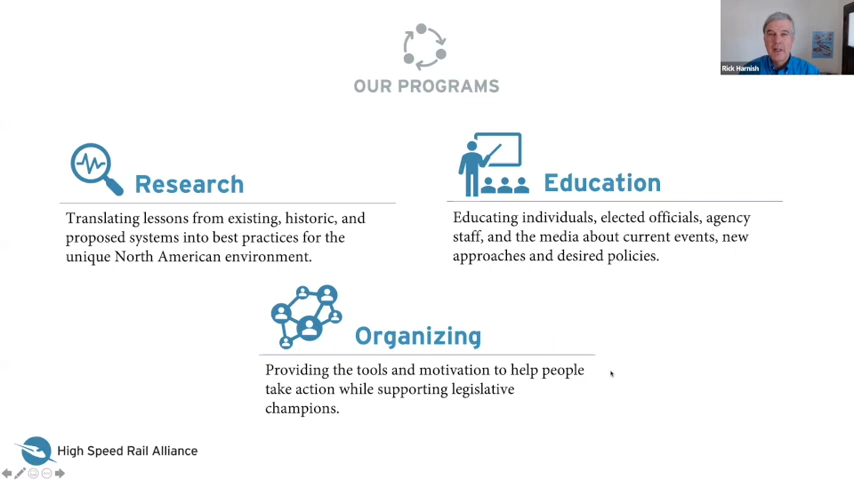 Rick Harnish
OUR PROGRAMS
Research
Translating lessons from existing, historic, and
proposed systems into best practices for the
unique North American environment.
Education
Educating individuals, elected officials, agency
staff, and the media about current events, new
approaches and desired policies.
Organizing
Providing the tools and motivation to help people
take action while supporting legislative
champions.
High Speed Rail Alliance